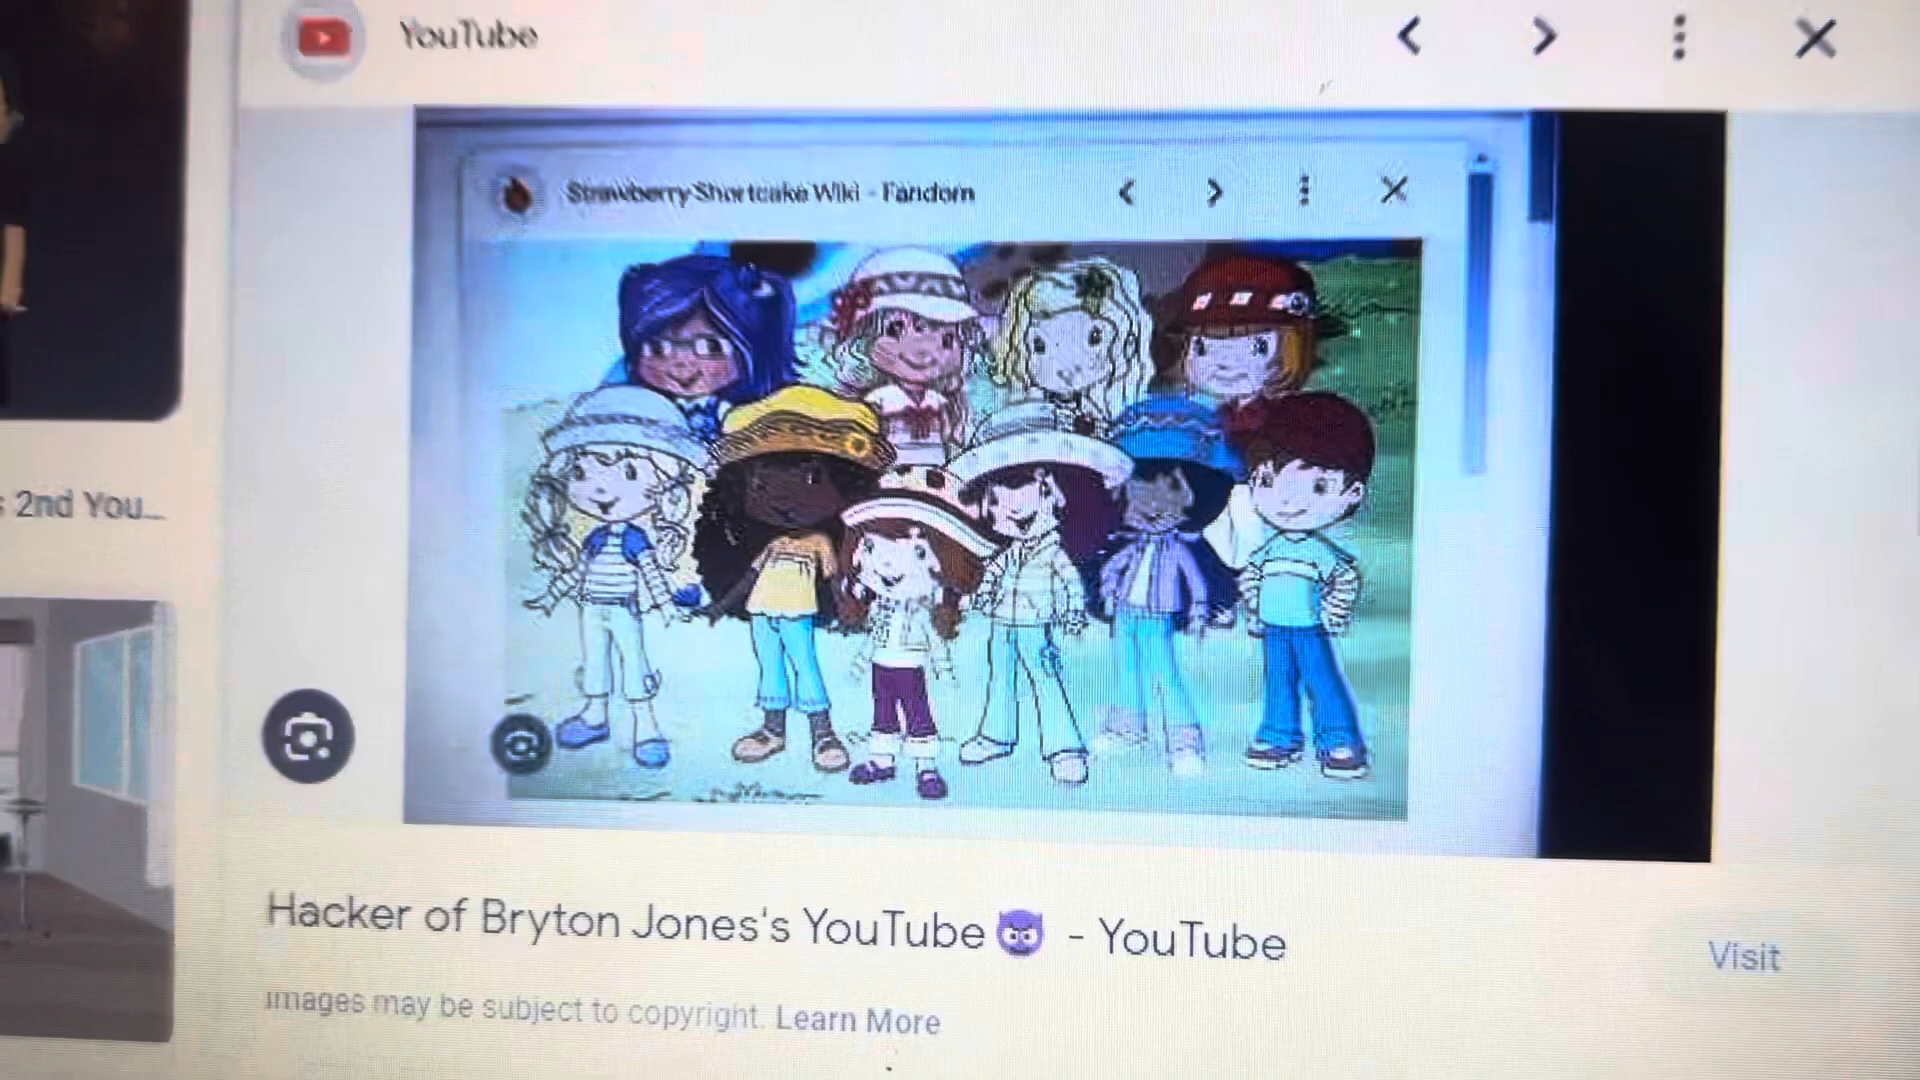 YouTube
Strawberry Shortcake Wiki - Fandom
2nd You...
Hacker of Bryton Jones's YouTube😈 - YouTube
Visit
Images may be subject to copyright. Learn More